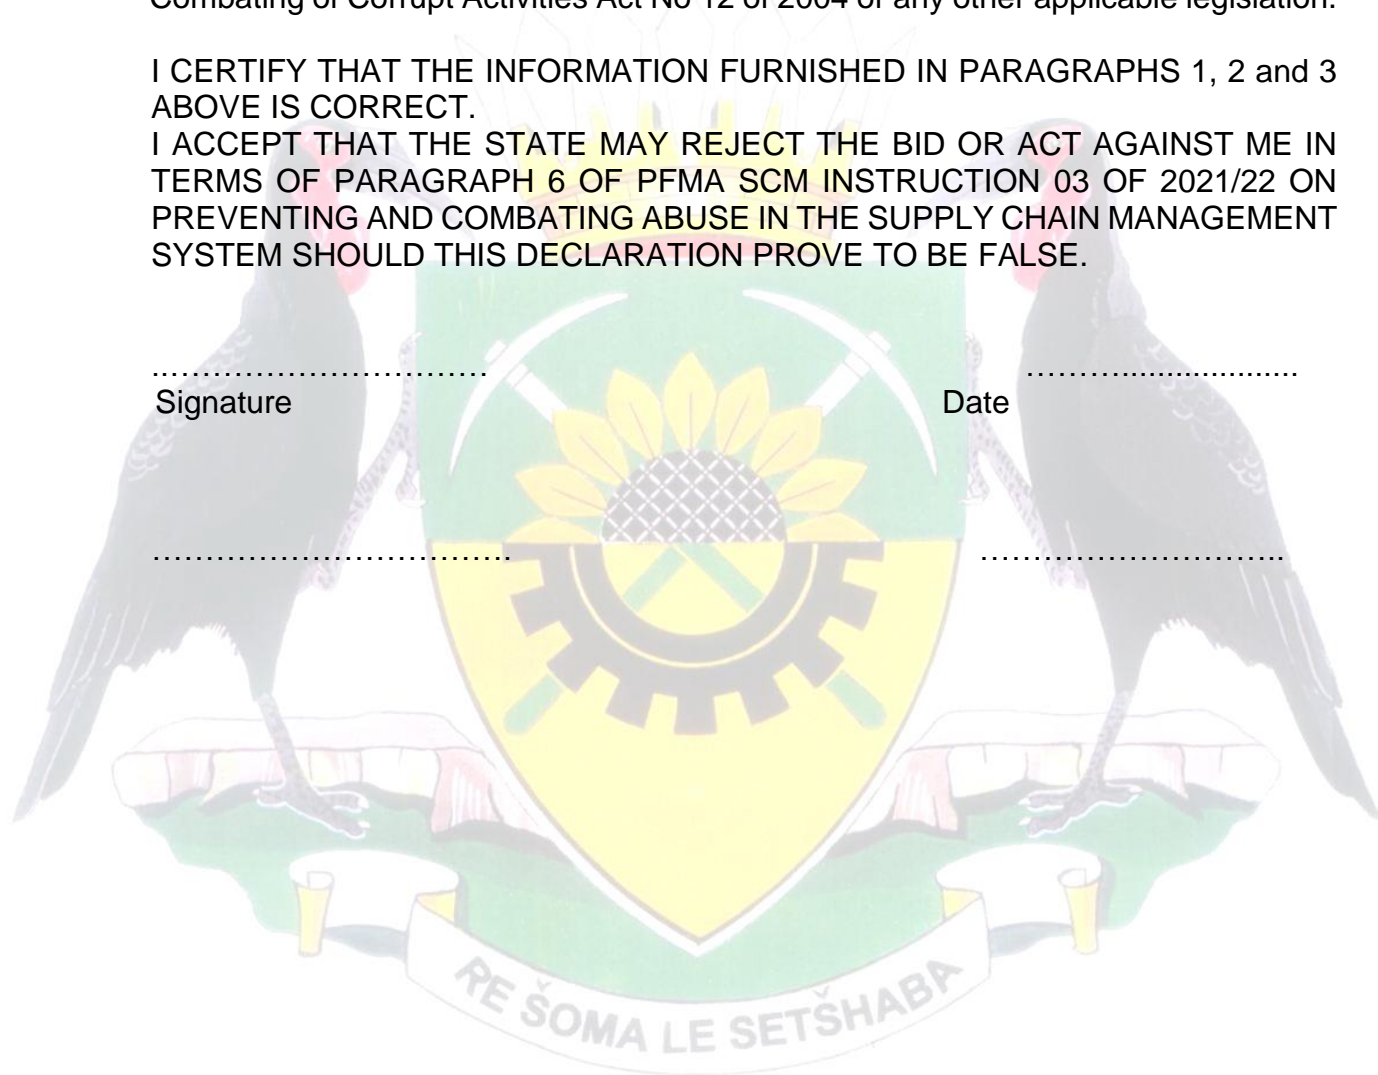 Combating of Corrupt Activities Act No 12 of 2004 or any other applicable legislation.
I CERTIFY THAT THE INFORMATION FURNISHED IN PARAGRAPHS 1, 2 and 3
ABOVE IS CORRECT.
I ACCEPT THAT THE STATE MAY REJECT THE BID OR ACT AGAINST ME IN
TERMS OF PARAGRAPH 6 OF PFMA SCM INSTRUCTION 03 OF 2021/22 ON
PREVENTING AND COMBATING ABUSE IN THE SUPPLY CHAIN MANAGEMENT
SYSTEM SHOULD THIS DECLARATION PROVE TO BE FALSE.
..………………………… ………...................
Signature Date
…………………………… ………………………..
RE ŠOMA LE SETŠHABA